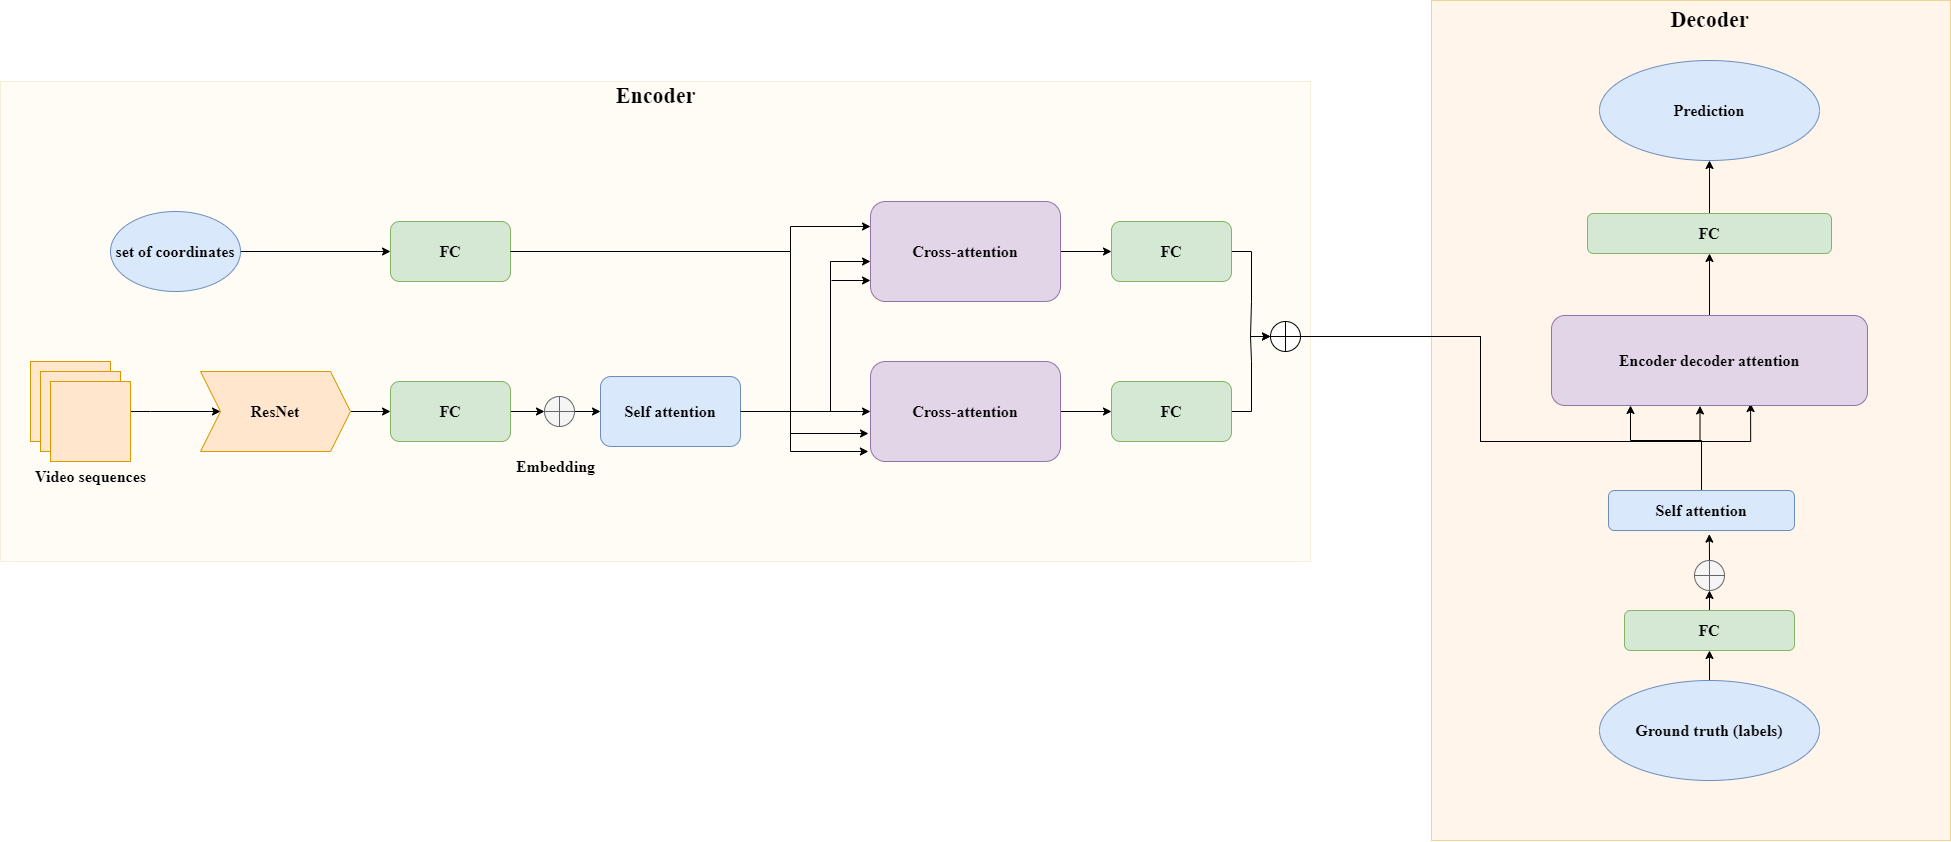 Encoder
set of coordinates
FC
Cross-attention
FC
Video sequences
ResNet
FC
Embedding
Self attention
Cross-attention
FC
Decoder
Prediction
FC
Encoder decoder attention
Self attention
FC
Ground truth (labels)